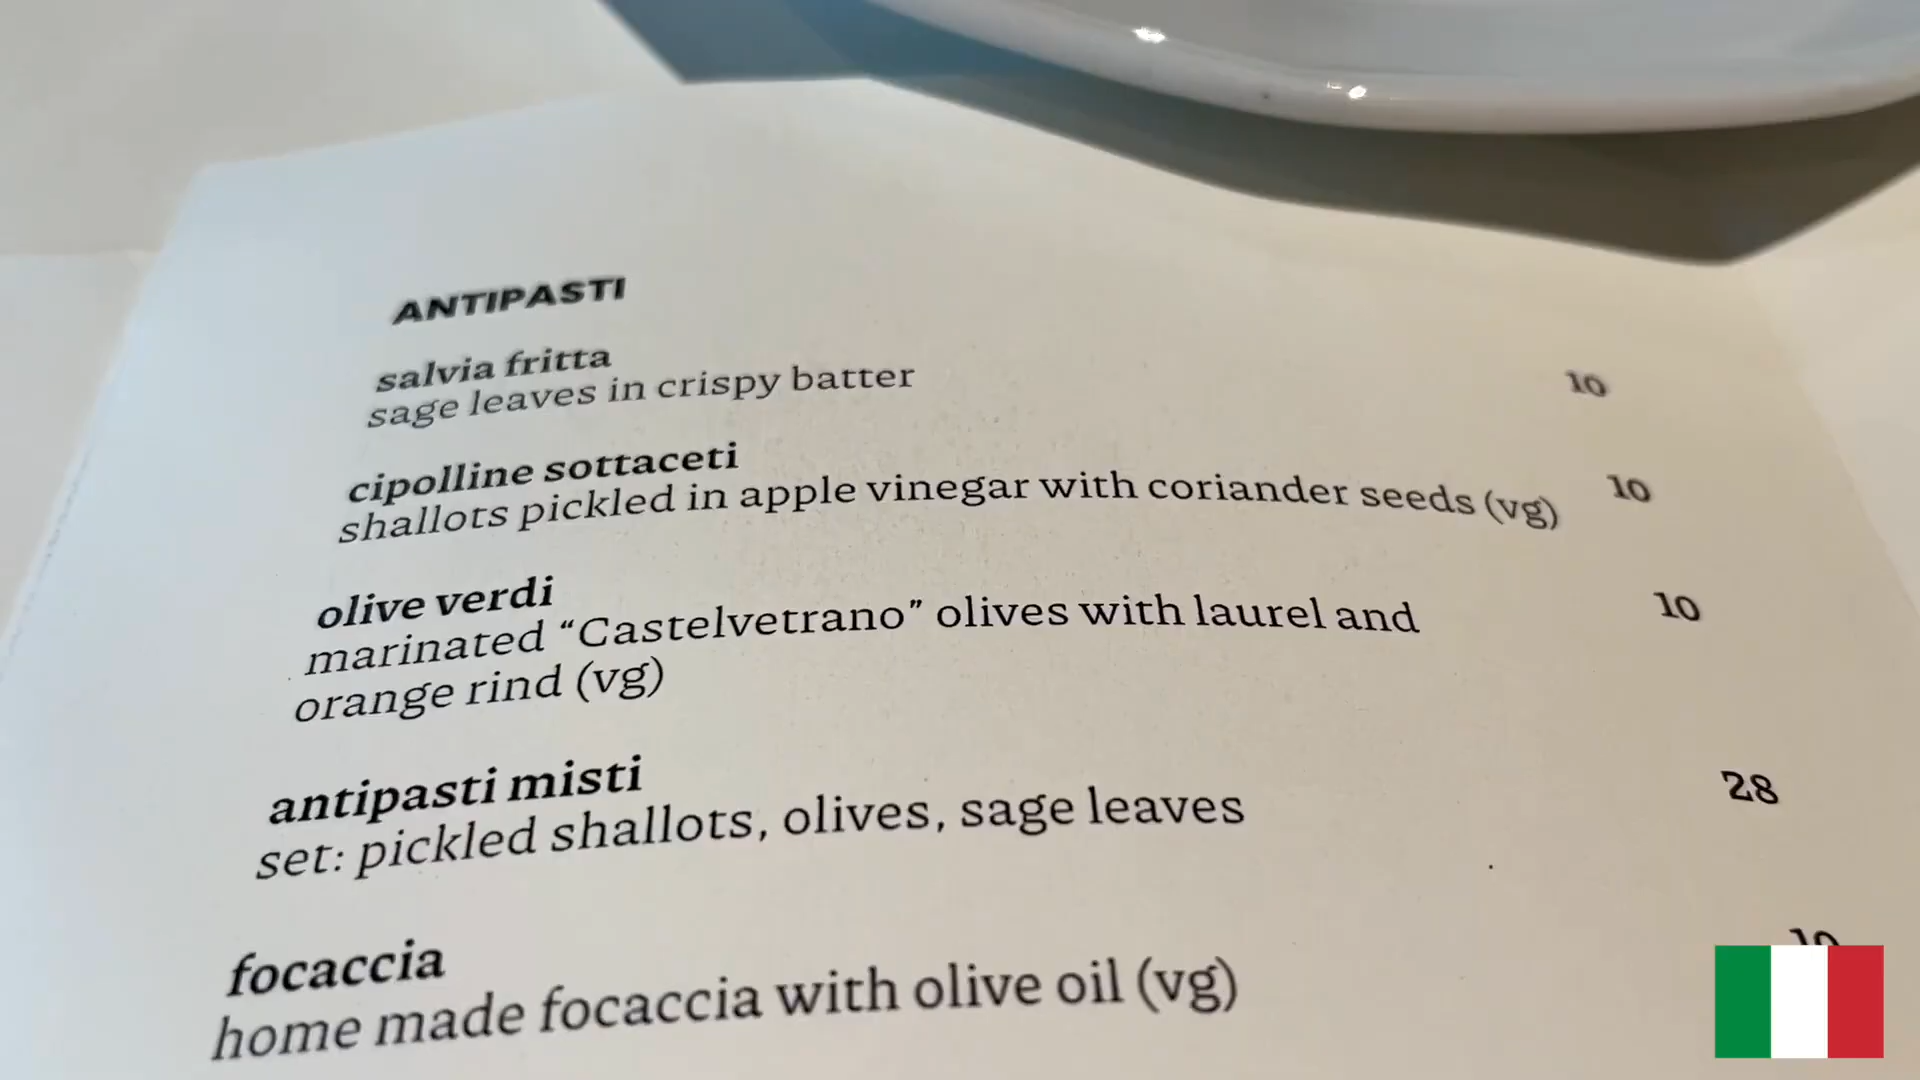 ANTIPASTI
salvia fritta
sage leaves in crispy batter 10
cipolline sottaceti
shallots pickled in apple vinegar with coriander seeds (vg) 10
olive verdi
marinated “Castelvetrano” olives with laurel and 10
orange rind (vg)
antipasti misti
set: pickled shallots, olives, sage leaves 28
focaccia
home made focaccia with olive oil (vg)